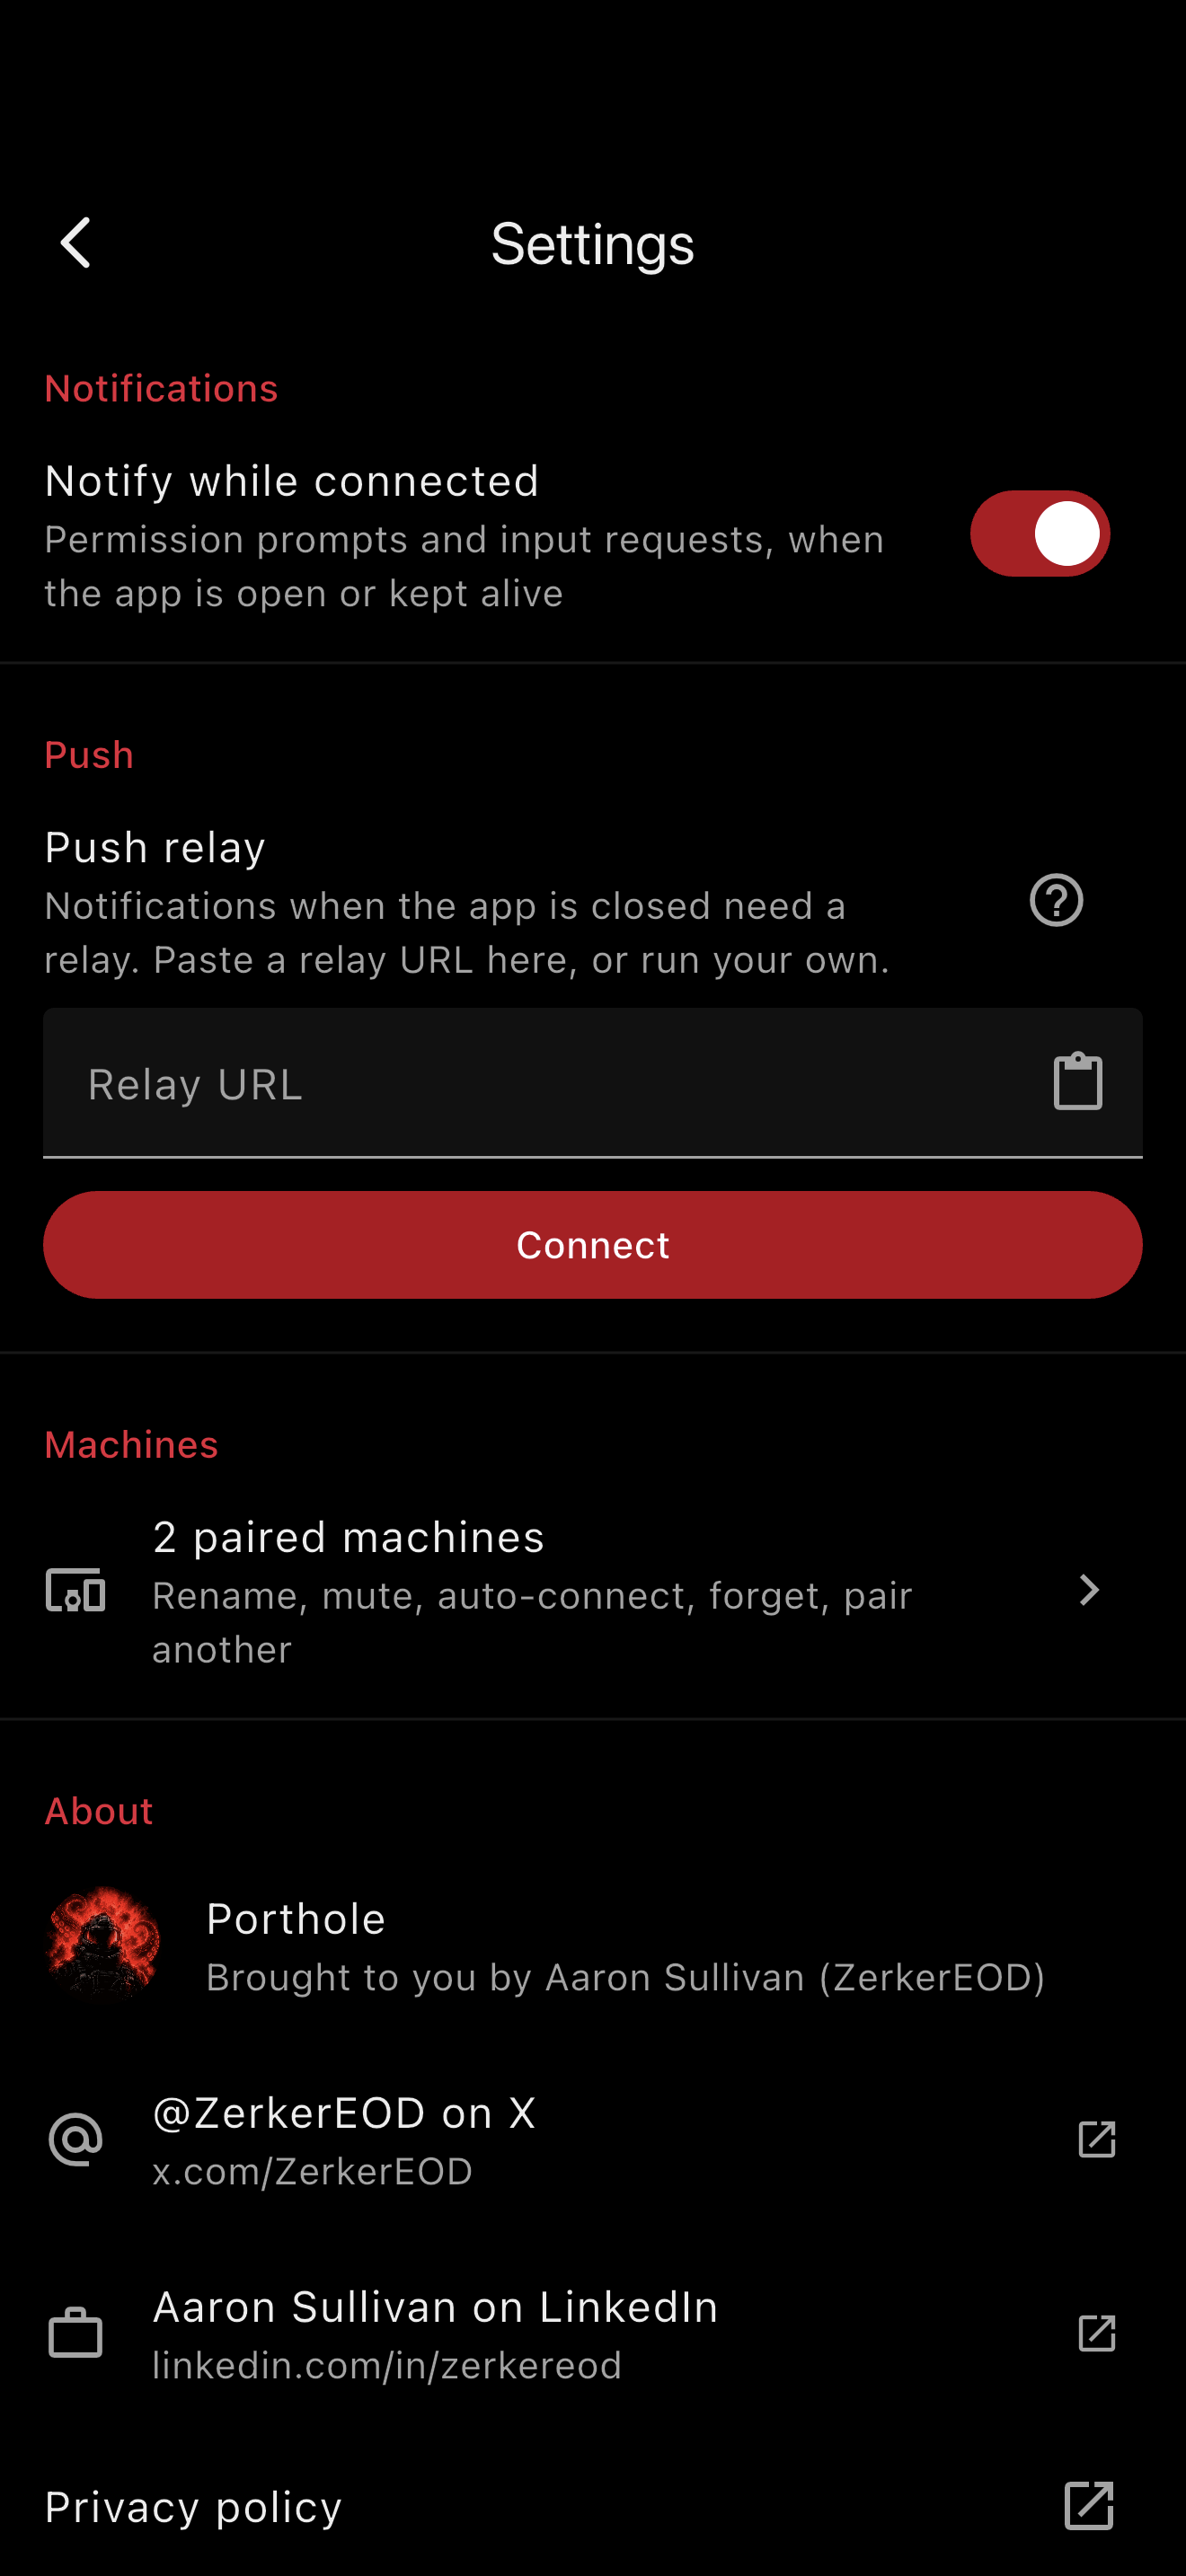 Settings
Notifications
Notify while connected
Permission prompts and input requests, when
the app is open or kept alive
Push
Push relay
Notifications when the app is closed need a
relay. Paste a relay URL here, or run your own.
Relay URL
Connect
Machines
2 paired machines
Rename, mute, auto-connect, forget, pair
another
About
Porthole
Brought to you by Aaron Sullivan (ZerkerEOD)
@ZerkerEOD on X
x.com/ZerkerEOD
Aaron Sullivan on LinkedIn
linkedin.com/in/zerkereod
Privacy policy